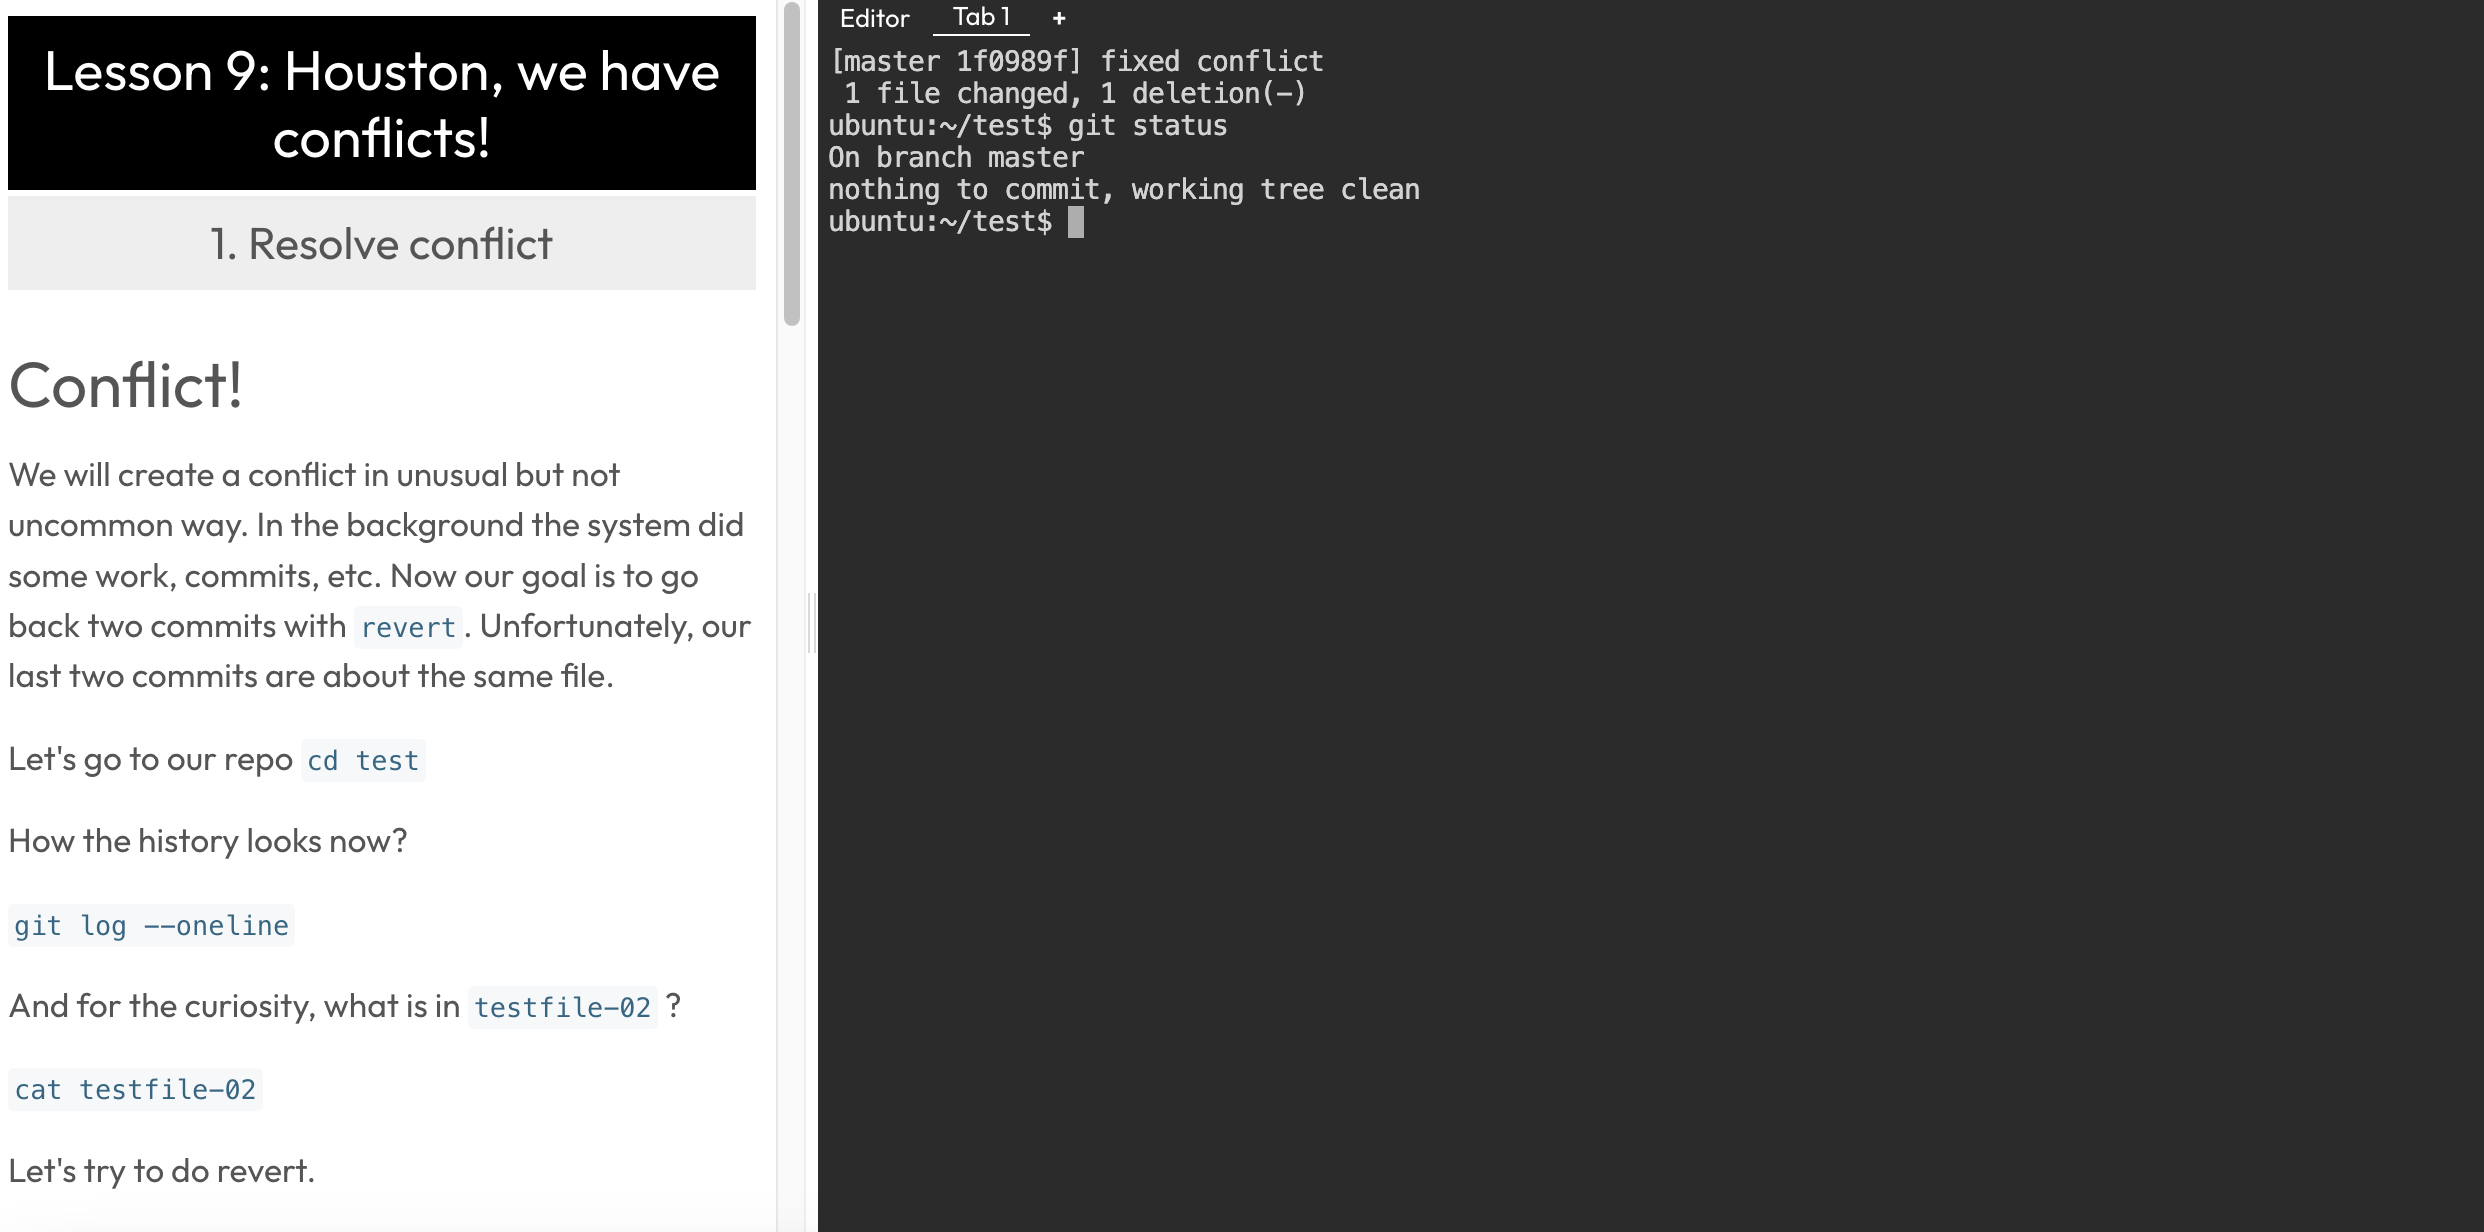 Lesson 9: Houston, we have
conflicts!
1. Resolve conflict
Conflict!
We will create a conflict in unusual but not
uncommon way. In the background the system did
some work, commits, etc. Now our goal is to go
back two commits with revert. Unfortunately, our
last two commits are about the same file.
Let's go to our repo cd test
How the history looks now?
git log --oneline
And for the curiosity, what is in testfile-02 ?
cat testfile-02
Let's try to do revert.
Editor Tab 1 +
[master 1f0989f] fixed conflict
1 file changed, 1 deletion(-)
ubuntu:~/test$ git status
On branch master
nothing to commit, working tree clean
ubuntu:~/test$